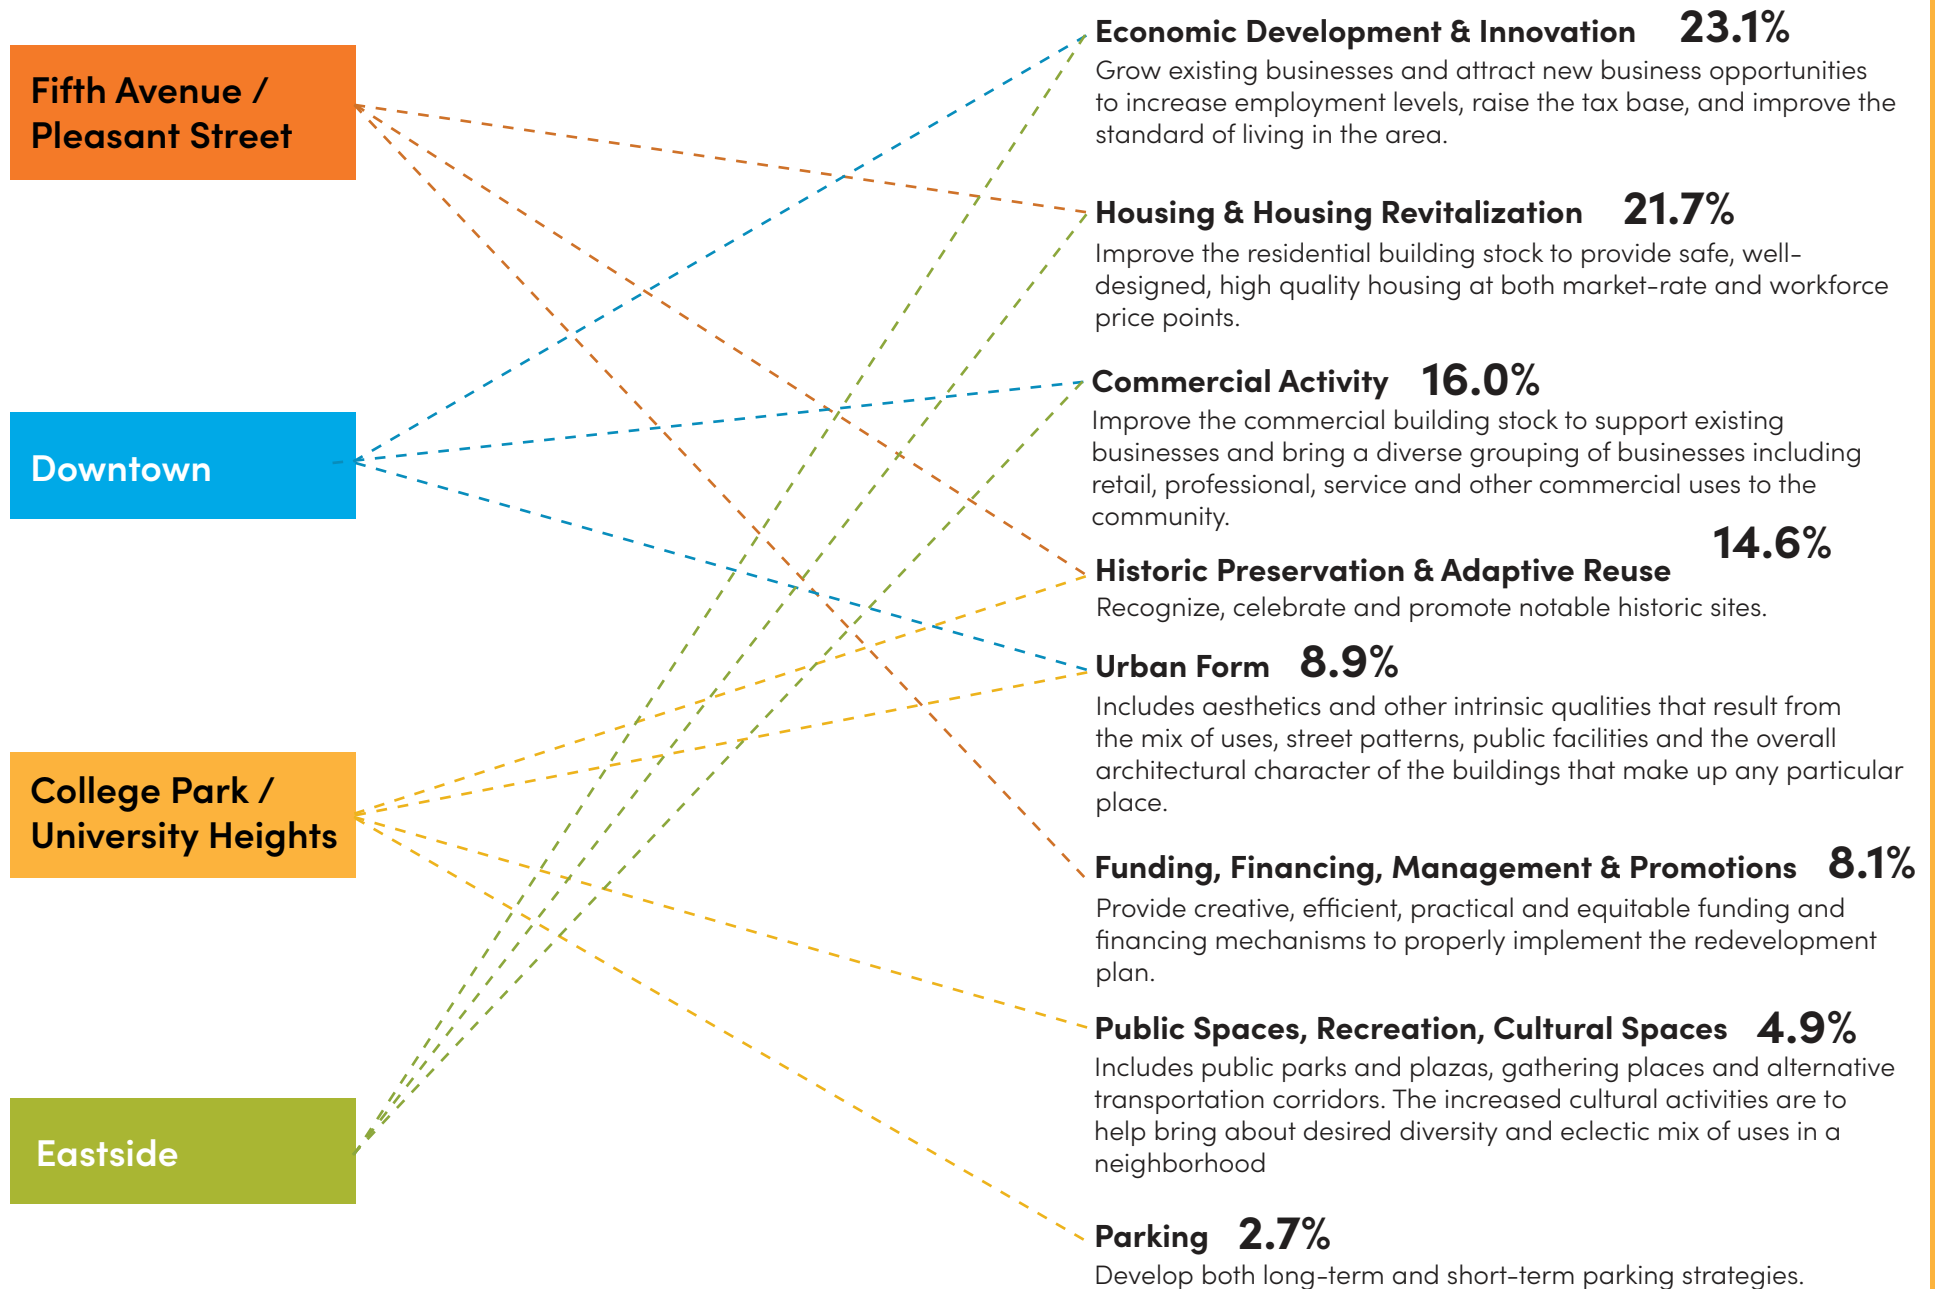 Fifth Avenue /
Pleasant Street
Downtown
College Park /
University Heights
Eastside
Economic Development & Innovation 23.1%
Grow existing businesses and attract new business opportunities
to increase employment levels, raise the tax base, and improve the
standard of living in the area.
Housing & Housing Revitalization 21.7%
Improve the residential building stock to provide safe, well-
designed, high quality housing at both market-rate and workforce
price points.
Commercial Activity 16.0%
Improve the commercial building stock to support existing
businesses and bring a diverse grouping of businesses including
retail, professional, service and other commercial uses to the
community.
Historic Preservation & Adaptive Reuse 14.6%
Recognize, celebrate and promote notable historic sites.
Urban Form 8.9%
Includes aesthetics and other intrinsic qualities that result from
the mix of uses, street patterns, public facilities and the overall
architectural character of the buildings that make up any particular
place.
Funding, Financing, Management & Promotions 8.1%
Provide creative, efficient, practical and equitable funding and
financing mechanisms to properly implement the redevelopment
plan.
Public Spaces, Recreation, Cultural Spaces 4.9%
Includes public parks and plazas, gathering places and alternative
transportation corridors. The increased cultural activities are to
help bring about desired diversity and eclectic mix of uses in a
neighborhood
Parking 2.7%
Develop both long-term and short-term parking strategies.